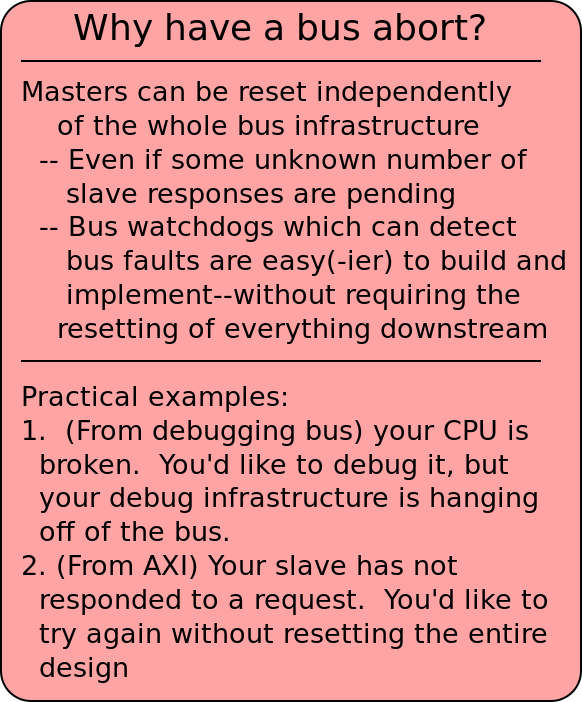 Why have a bus abort?
Masters can be reset independently
of the whole bus infrastructure
-- Even if some unknown number of
slave responses are pending
-- Bus watchdogs which can detect
bus faults are easy(-ier) to build and
implement--without requiring the
resetting of everything downstream
Practical examples:
1.  (From debugging bus) your CPU is
broken.  You'd like to debug it, but
your debug infrastructure is hanging
off of the bus.
2. (From AXI) Your slave has not
responded to a request.  You'd like to
try again without resetting the entire
design